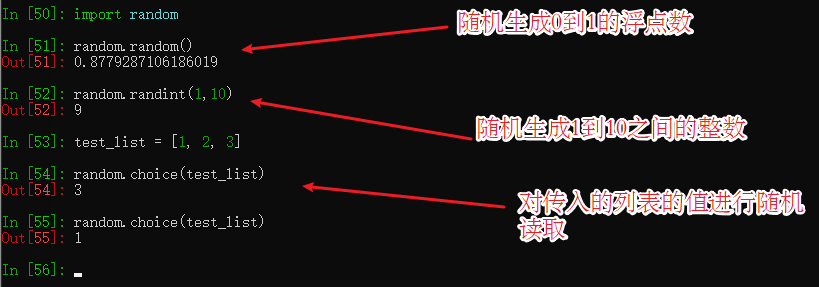 In [50]: import random
随机生成0到1的浮点数
In [51]: random.random()
Out[51]: 0.8779287106186019
In [52]: random.randint(1,10)
Out[52]: 9
随机生成1到10之间的整数
In [53]: test_list = [1, 2, 3]
In [54]: random.choice(test_list)
Out[54]: 3
对传入的列表的值进行随机
读取
In [55]: random.choice(test_list)
Out[55]: 1
In [56]: